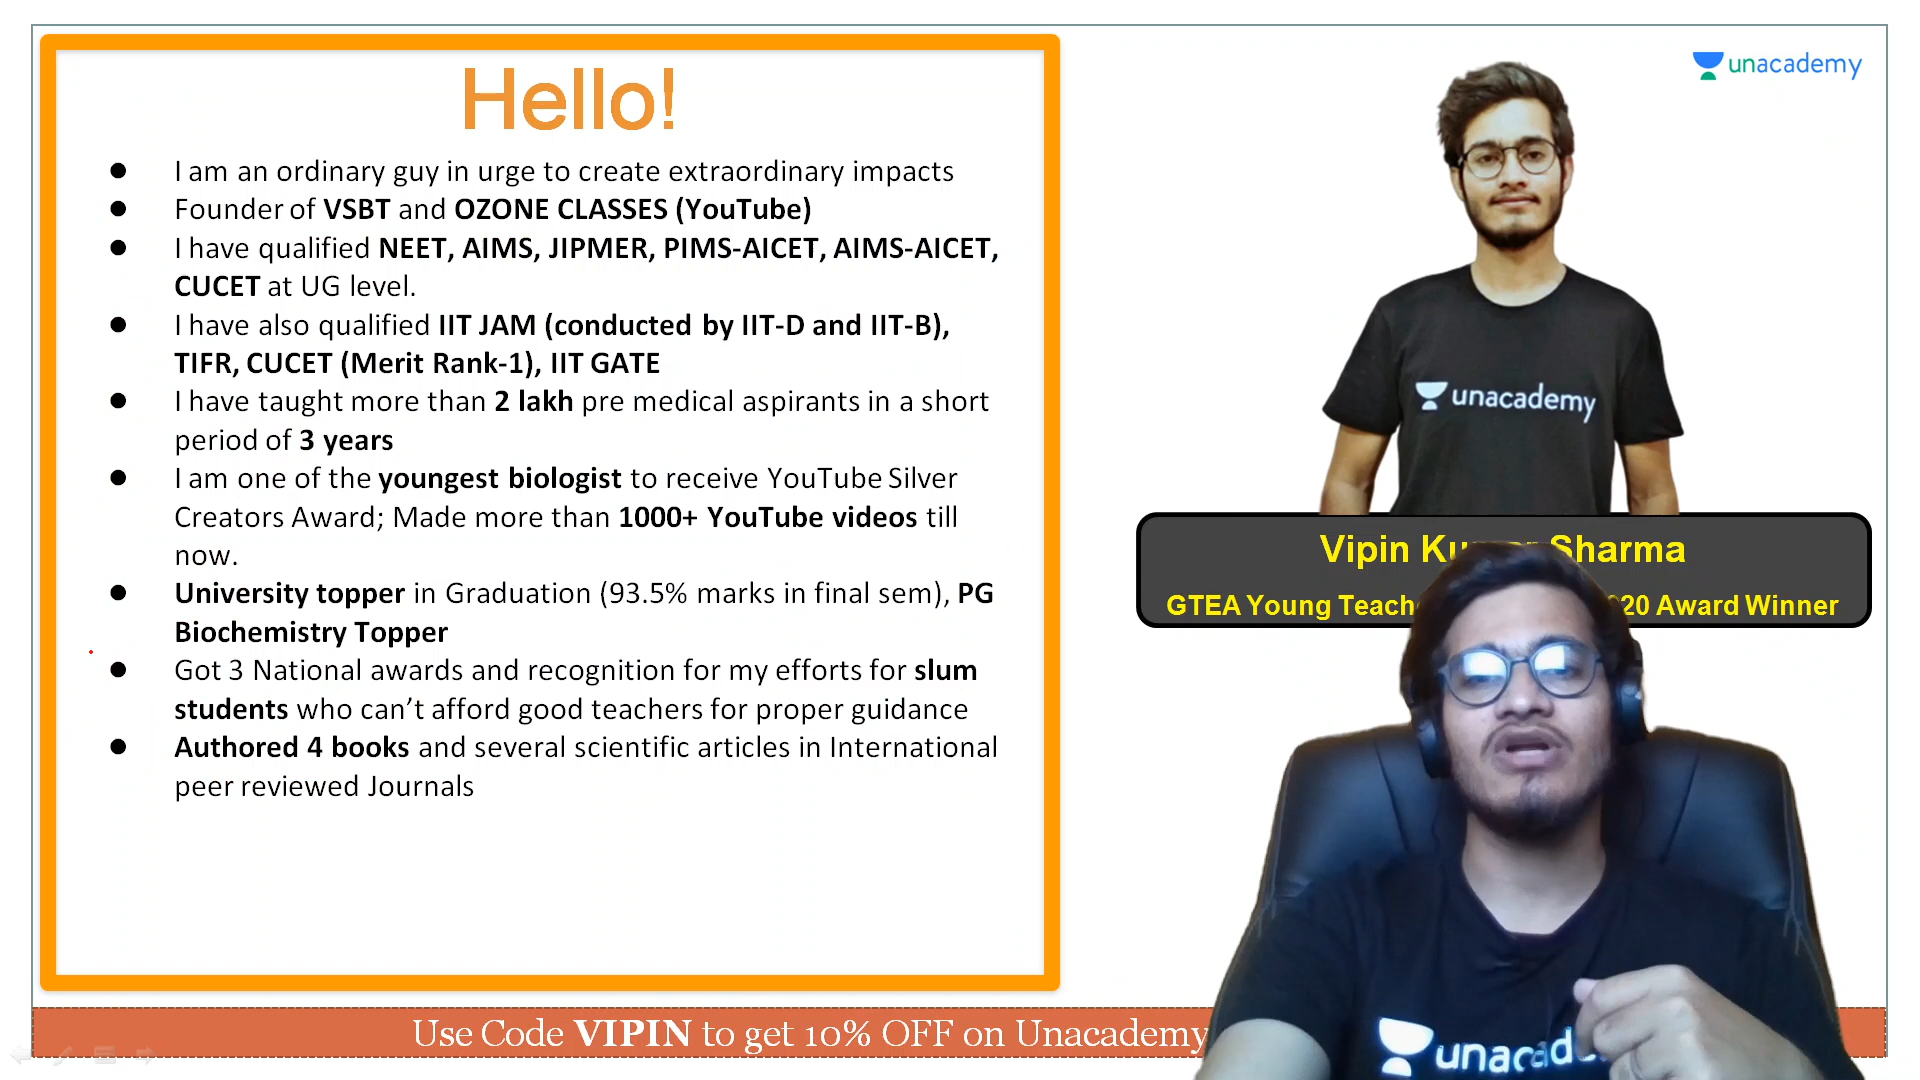 Hello!
unacademy
● I am an ordinary guy in urge to create extraordinary impacts
● Founder of VSBT and OZONE CLASSES (YouTube)
● I have qualified NEET, AIMS, JIPMER, PIMS-AICET, AIMS-AICET,
CUCET at UG level.
● I have also qualified IIT JAM (conducted by IIT-D and IIT-B),
TIFR, CUCET (Merit Rank-1), IIT GATE
● I have taught more than 2 lakh pre medical aspirants in a short
period of 3 years
● I am one of the youngest biologist to receive YouTube Silver
Creators Award; Made more than 1000+ YouTube videos till
now.
● University topper in Graduation (93.5% marks in final sem), PG
Biochemistry Topper
● Got 3 National awards and recognition for my efforts for slum
students who can’t afford good teachers for proper guidance
● Authored 4 books and several scientific articles in International
peer reviewed Journals
unacademy
Vipin Sharma
GTEA Young Award Winner
unacademy
Use Code VIPIN to get 10% OFF on Unacademy